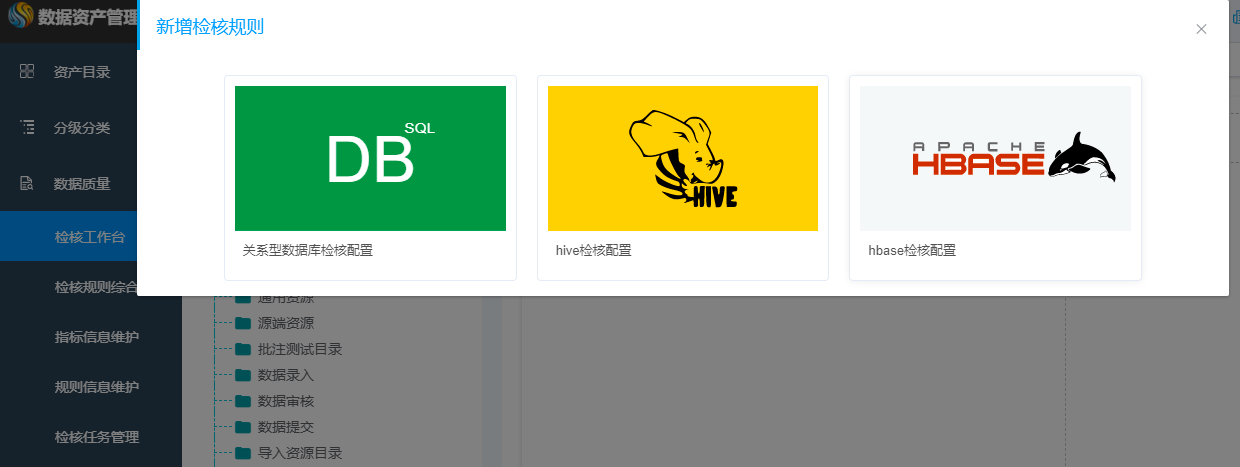 数据资产管理
新增检核规则
资产目录
分级分类
数据质量
检核工作台
检核规则综合
指标信息维护
规则信息维护
检核任务管理
DB SQL
关系型数据库检核配置
HIVE
hive检核配置
APACHE
HBASE
hbase检核配置
通用资源
源端资源
批注测试目录
数据录入
数据审核
数据提交
导入资源目录